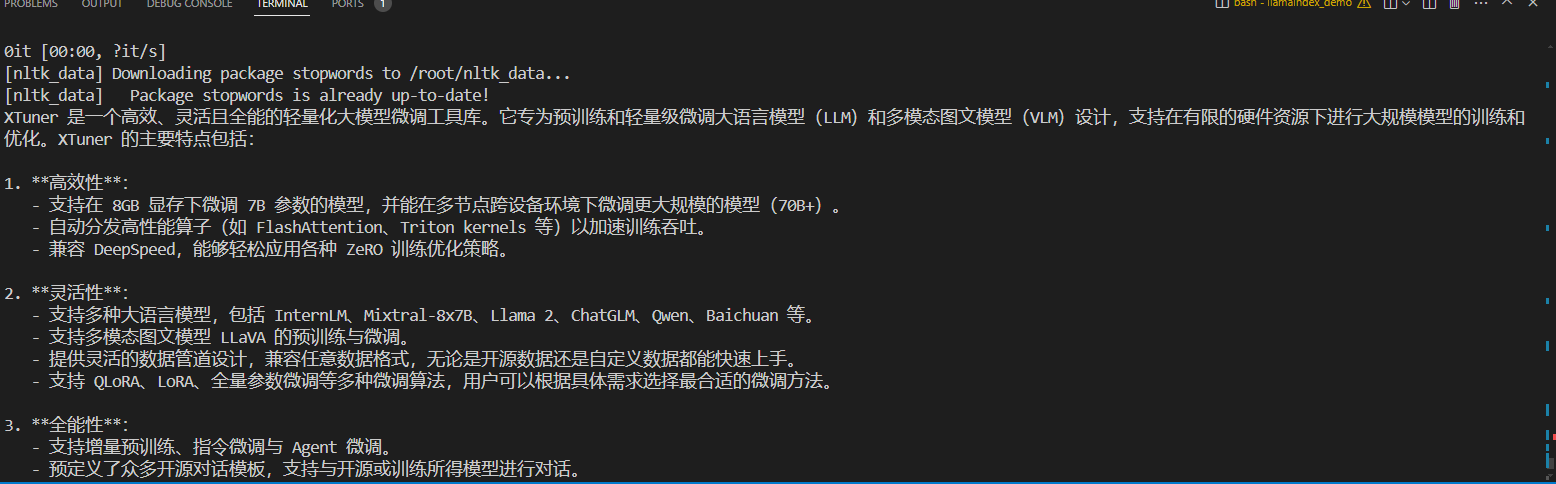 PROBLEMS OUTPUT DEBUG CONSOLE TERMINAL PORTS 1 bash - llamaindex_demo
0it [00:00, ?it/s]
[nltk_data] Downloading package stopwords to /root/nltk_data...
[nltk_data]   Package stopwords is already up-to-date!
XTuner 是一个高效、灵活且全能的轻量化大模型微调工具库。它专为预训练和轻量级微调大语言模型（LLM）和多模态图文模型（VLM）设计，支持在有限的硬件资源下进行大规模模型的训练和
优化。XTuner 的主要特点包括：
1. **高效性**：
- 支持在 8GB 显存下微调 7B 参数的模型，并能在多节点跨设备环境下微调更大规模的模型（70B+）。
- 自动分发高性能算子（如 FlashAttention、Triton kernels 等）以加速训练吞吐。
- 兼容 DeepSpeed，能够轻松应用各种 ZeRO 训练优化策略。
2. **灵活性**：
- 支持多种大语言模型，包括 InternLM、Mixtral-8x7B、Llama 2、ChatGLM、Qwen、Baichuan 等。
- 支持多模态图文模型 LLaVA 的预训练与微调。
- 提供灵活的数据管道设计，兼容任意数据格式，无论是开源数据还是自定义数据都能快速上手。
- 支持 QLoRA、LoRA、全量参数微调等多种微调算法，用户可以根据具体需求选择最合适的微调方法。
3. **全能性**：
- 支持增量预训练、指令微调与 Agent 微调。
- 预定义了众多开源对话模板，支持与开源或训练所得模型进行对话。